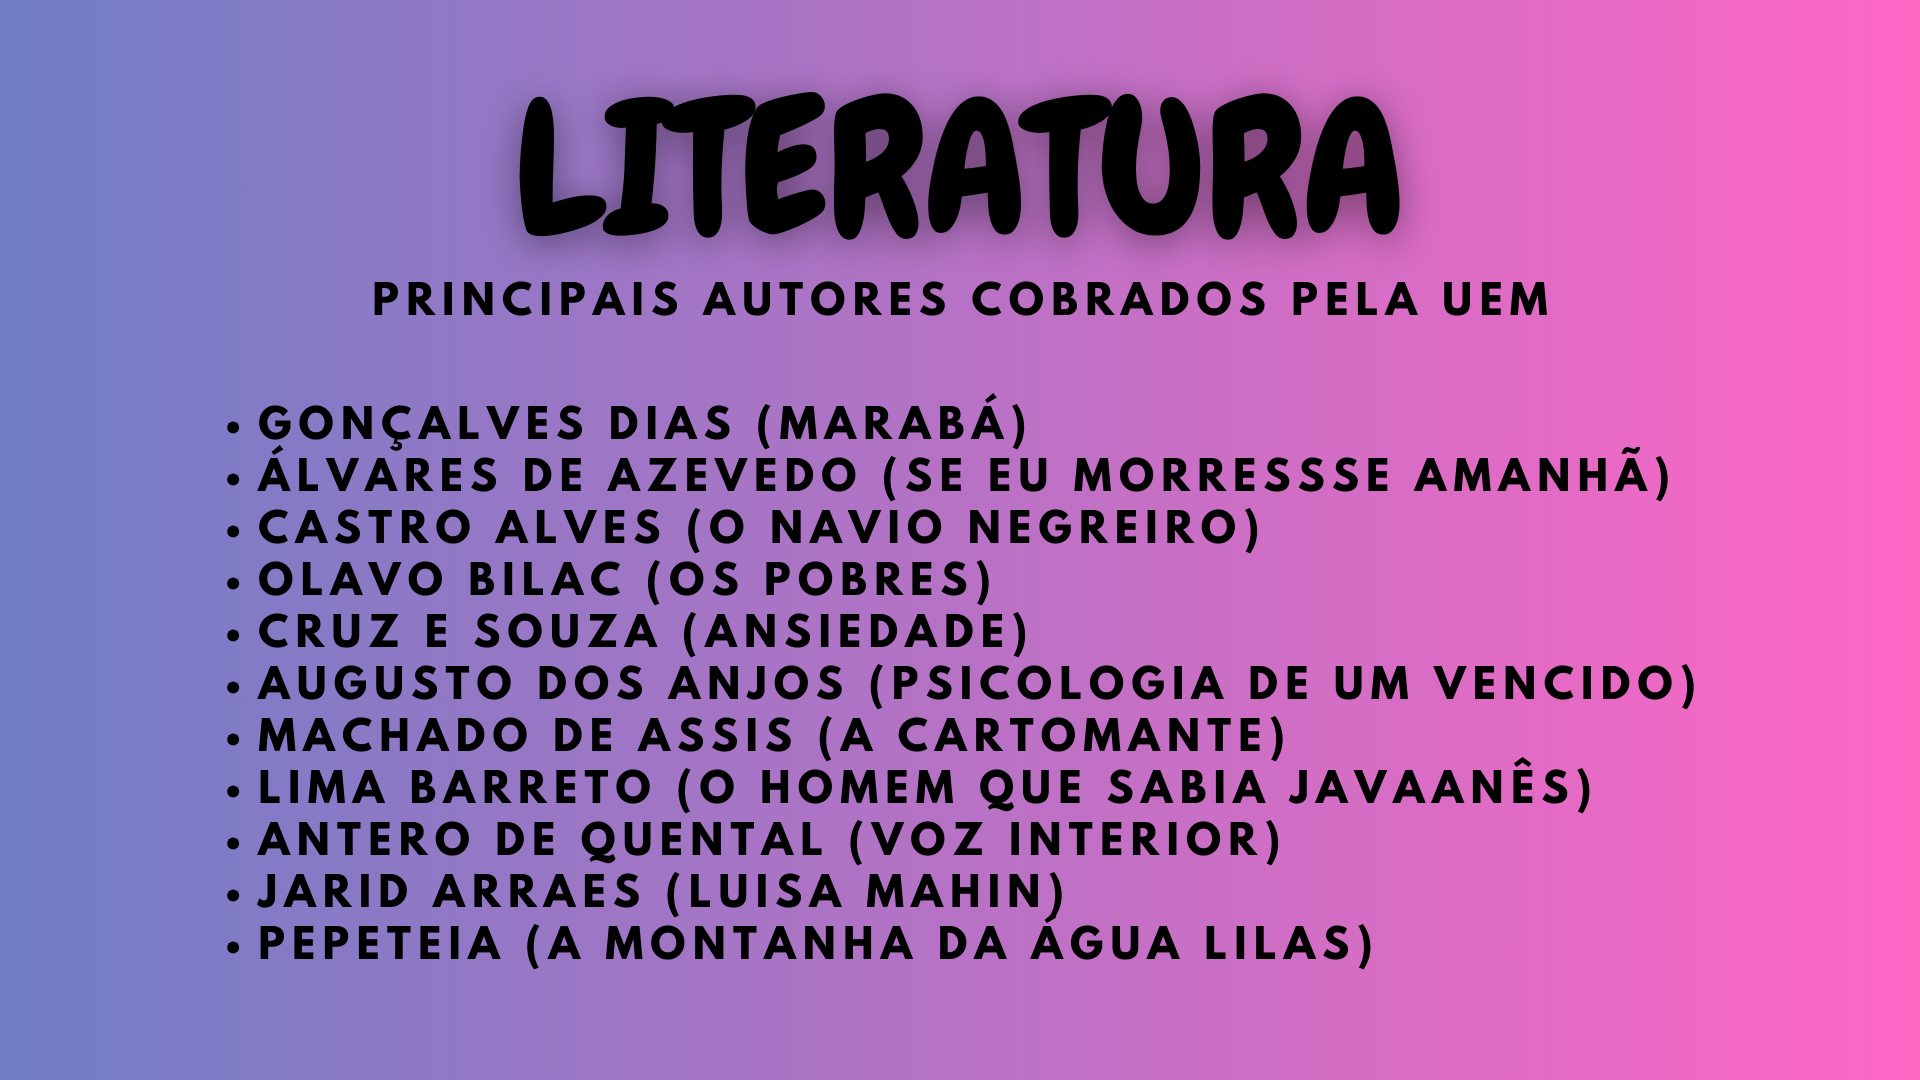 LITERATURA
PRINCIPAIS AUTORES COBRADOS PELA UEM
• GONÇALVES DIAS (MARABÁ)
• ÁLVARES DE AZEVEDO (SE EU MORRESSSE AMANHÃ)
• CASTRO ALVES (O NAVIO NEGREIRO)
• OLAVO BILAC (OS POBRES)
• CRUZ E SOUZA (ANSIEDADE)
• AUGUSTO DOS ANJOS (PSICOLOGIA DE UM VENCIDO)
• MACHADO DE ASSIS (A CARTOMANTE)
• LIMA BARRETO (O HOMEM QUE SABIA JAVAANÊS)
• ANTERO DE QUENTAL (VOZ INTERIOR)
• JARID ARRAES (LUISA MAHIN)
• PEPETEIA (A MONTANHA DA ÁGUA LILAS)